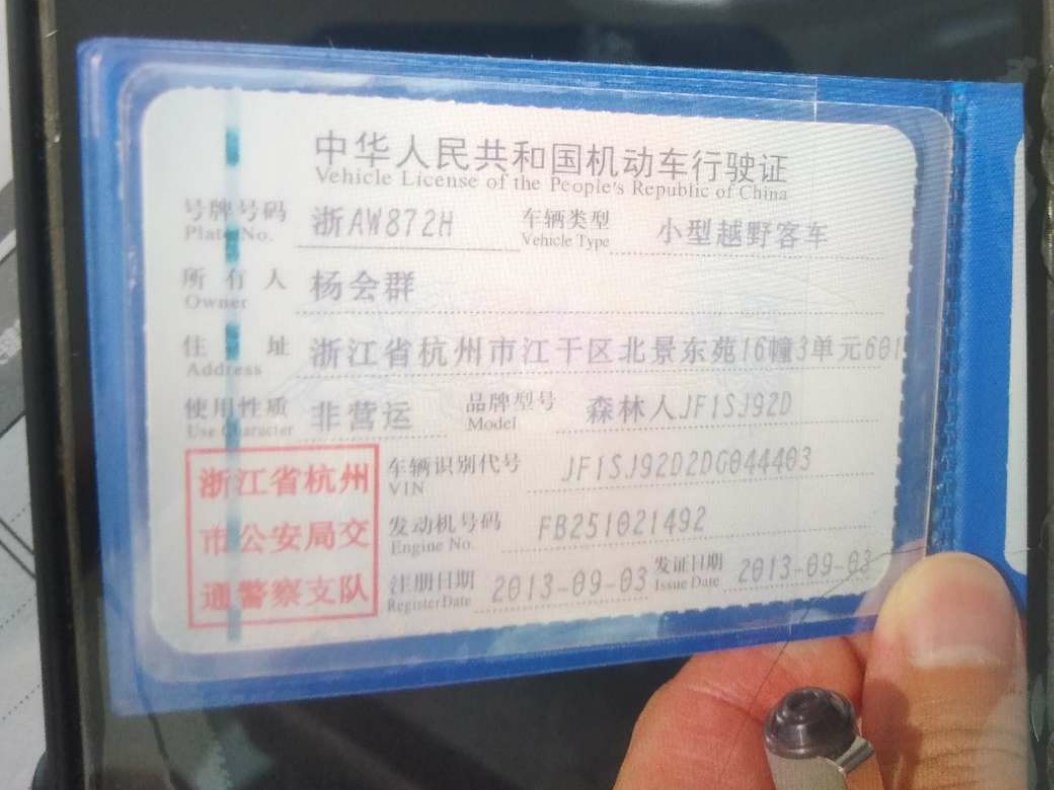 中华人民共和国机动车行驶证
Vehicle License of the People's Republic of China
号牌号码 浙AW872H 车辆类型 小型越野客车
Plate No. Vehicle Type
所有人 杨会群
Owner
住址 浙江省杭州市江干区北景东苑16幢3单元601
Address
使用性质 非营运 品牌型号 森林人JF1SJ92D
Use Character Model
浙江省杭州
市公安局交
通警察支队
车辆识别代号 JF1SJ92D2DG044403
VIN
发动机号码 FB251021492
Engine No.
注册日期 2013-09-03 发证日期 2013-09-03
Register Date Issue Date